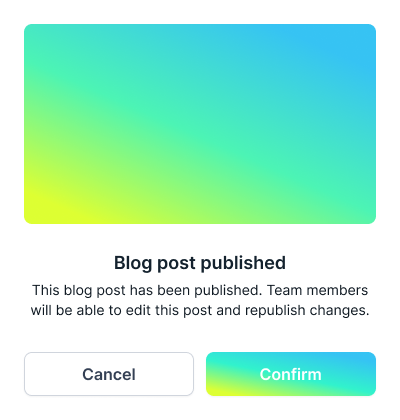 Blog post published
This blog post has been published. Team members
will be able to edit this post and republish changes.
Cancel
Confirm